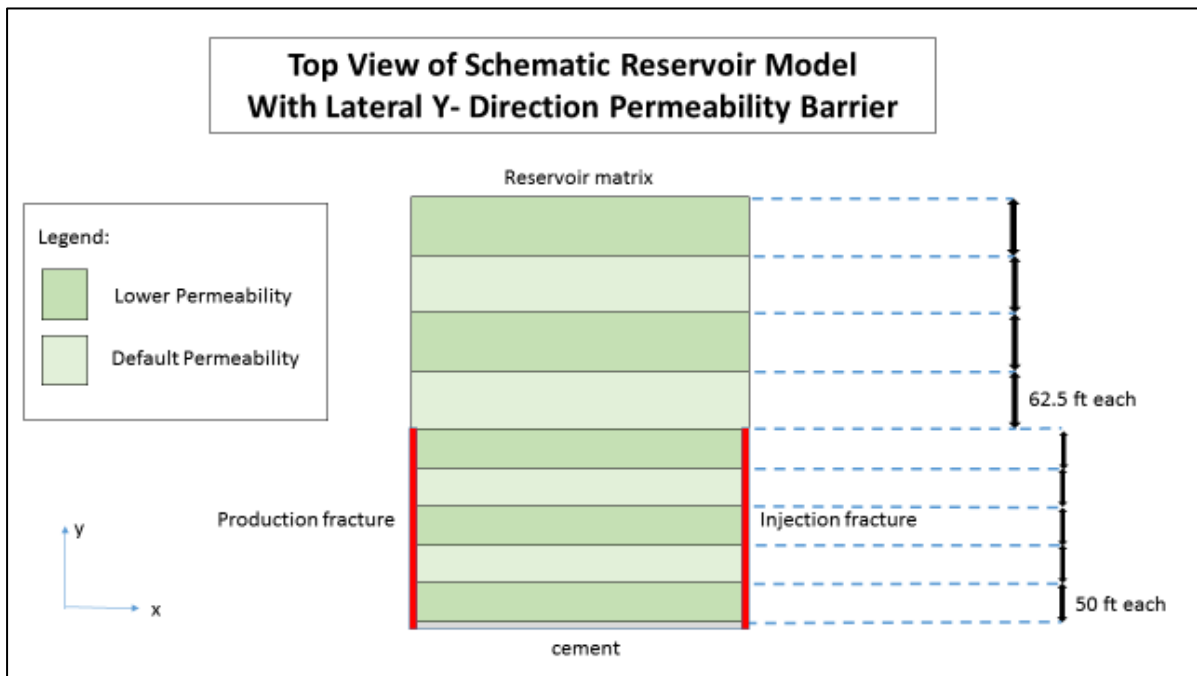 Top View of Schematic Reservoir Model
With Lateral Y- Direction Permeability Barrier
Reservoir matrix
Legend:
Lower Permeability
Default Permeability
62.5 ft each
Production fracture
Injection fracture
y
x
50 ft each
cement